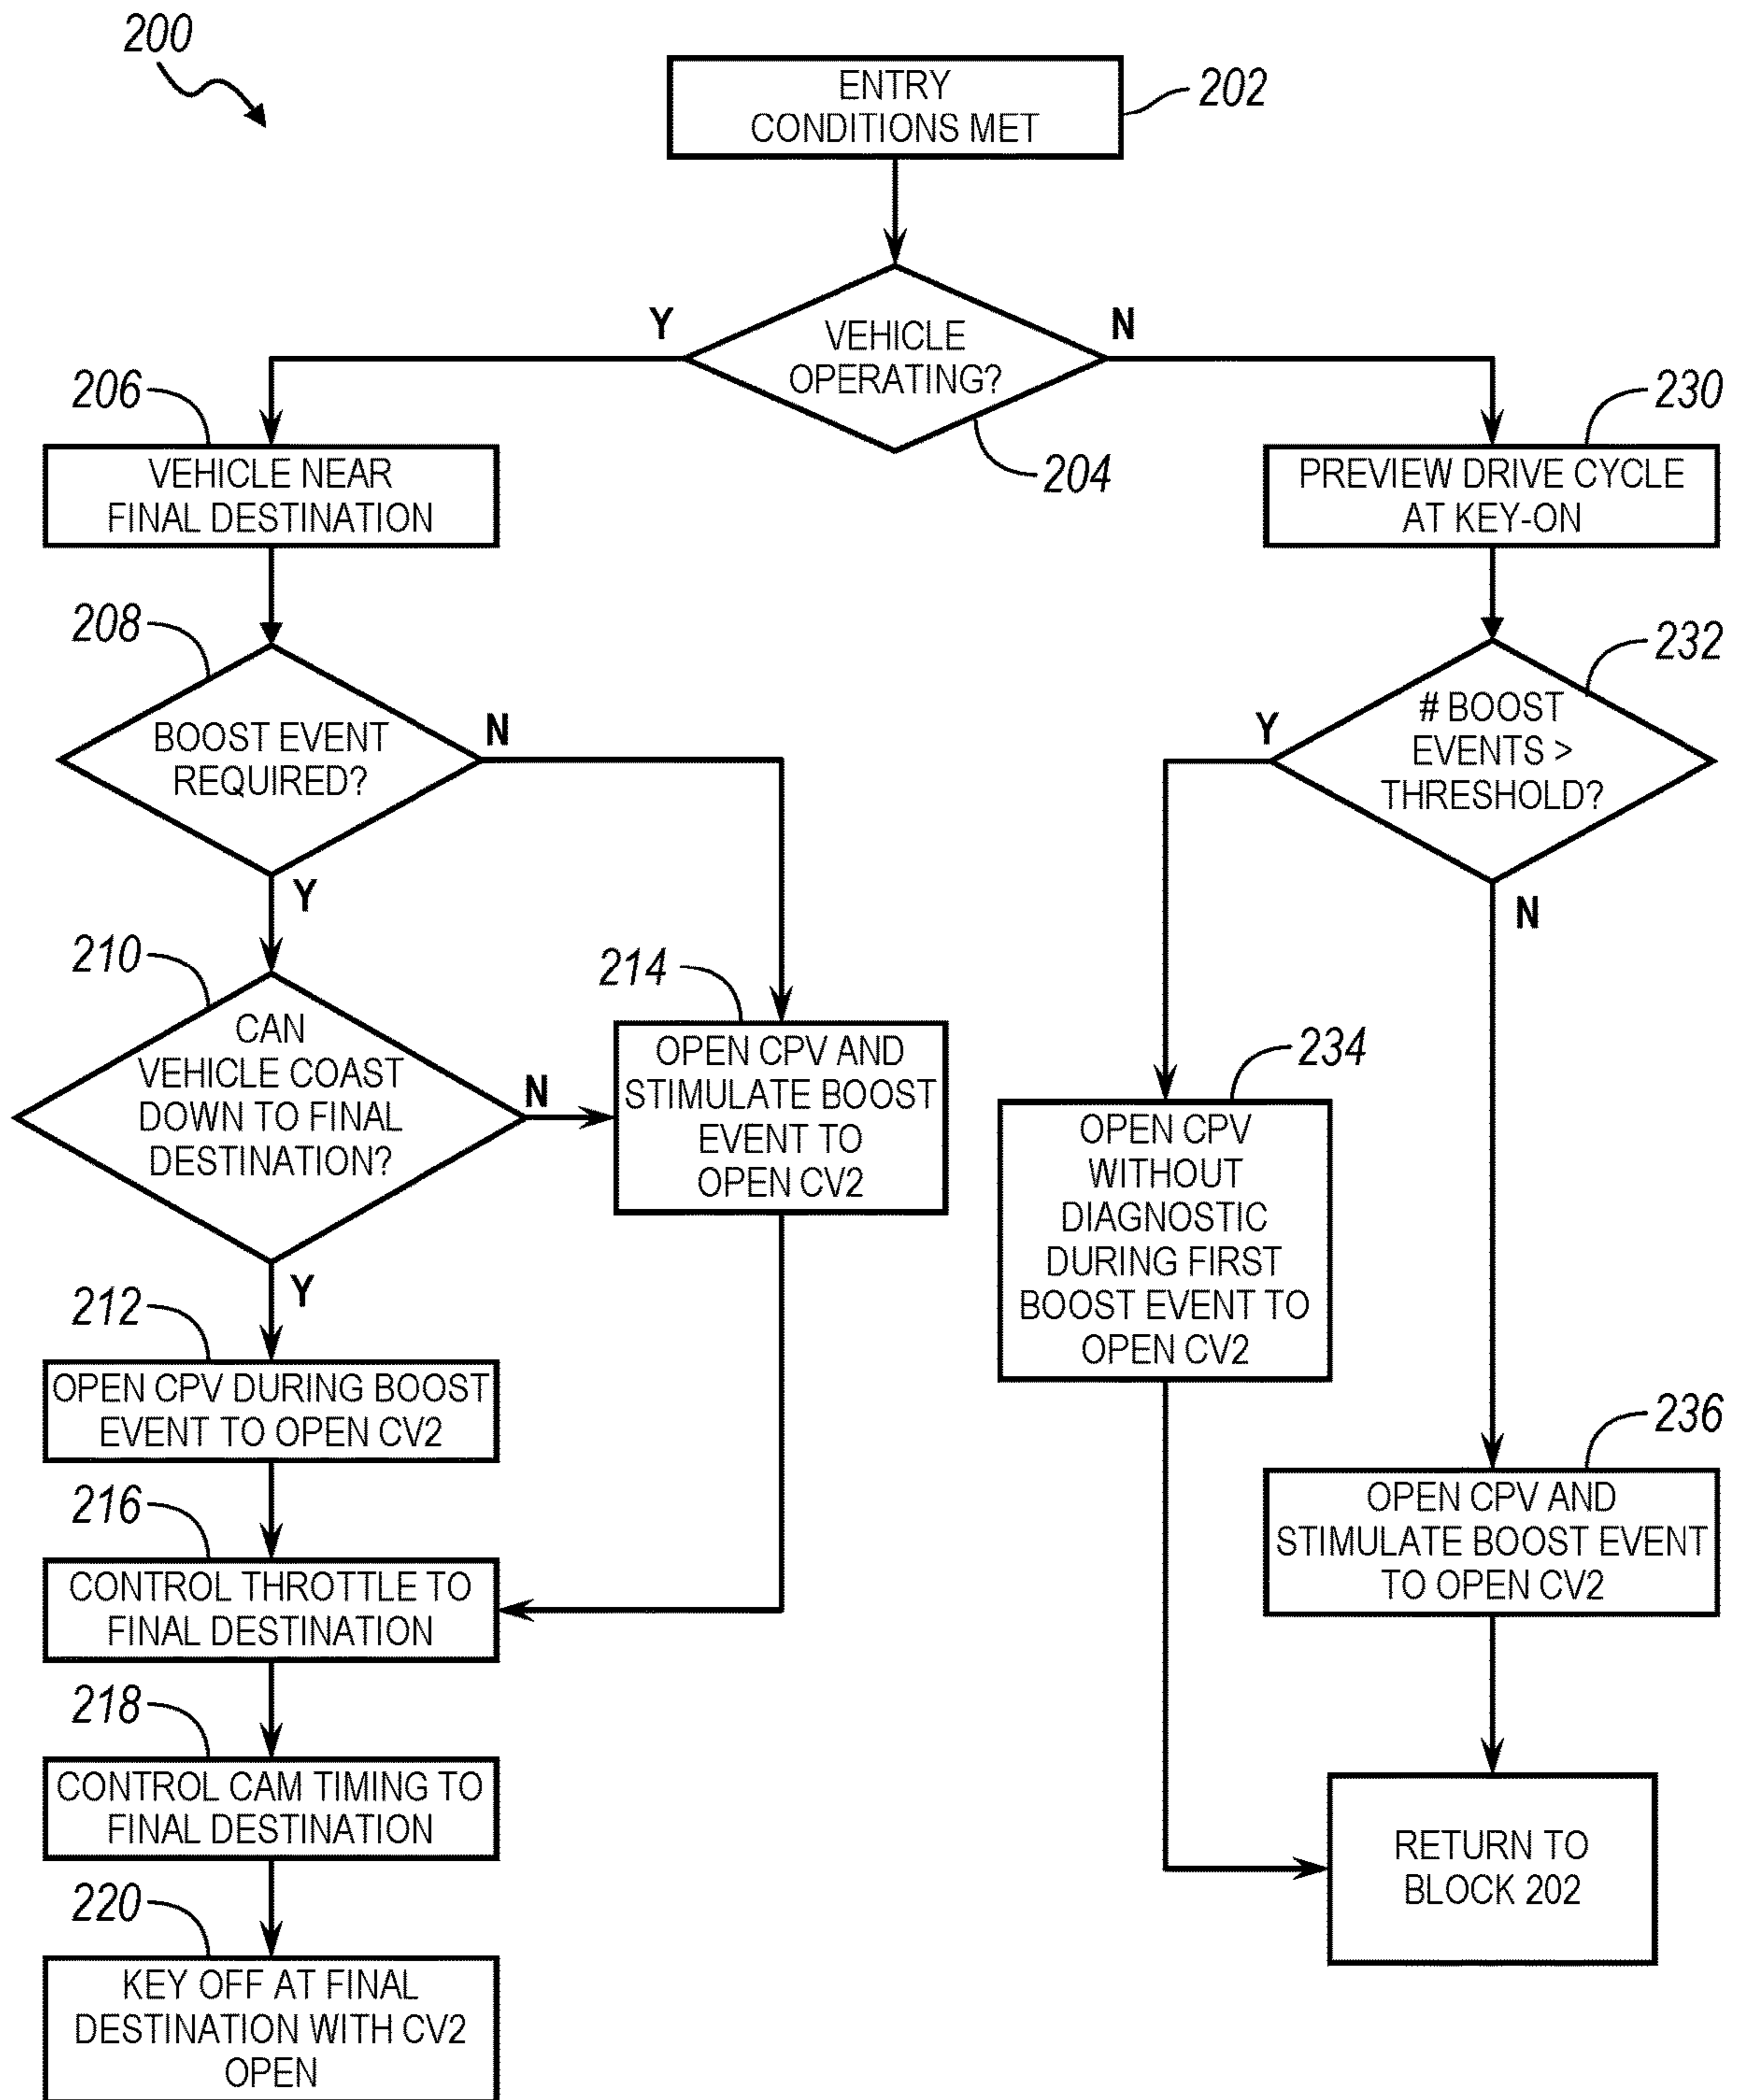 200
ENTRY
CONDITIONS MET
202
Y
VEHICLE
OPERATING?
N
204
206
VEHICLE NEAR
FINAL DESTINATION
230
PREVIEW DRIVE CYCLE
AT KEY-ON
208
BOOST EVENT
REQUIRED?
N
Y
232
# BOOST
EVENTS >
THRESHOLD?
Y
N
210
CAN
VEHICLE COAST
DOWN TO FINAL
DESTINATION?
N
Y
214
OPEN CPV AND
STIMULATE BOOST
EVENT TO
OPEN CV2
234
OPEN CPV
WITHOUT
DIAGNOSTIC
DURING FIRST
BOOST EVENT TO
OPEN CV2
212
OPEN CPV DURING BOOST
EVENT TO OPEN CV2
236
OPEN CPV AND
STIMULATE BOOST EVENT
TO OPEN CV2
216
CONTROL THROTTLE TO
FINAL DESTINATION
218
CONTROL CAM TIMING TO
FINAL DESTINATION
RETURN TO
BLOCK 202
220
KEY OFF AT FINAL
DESTINATION WITH CV2
OPEN